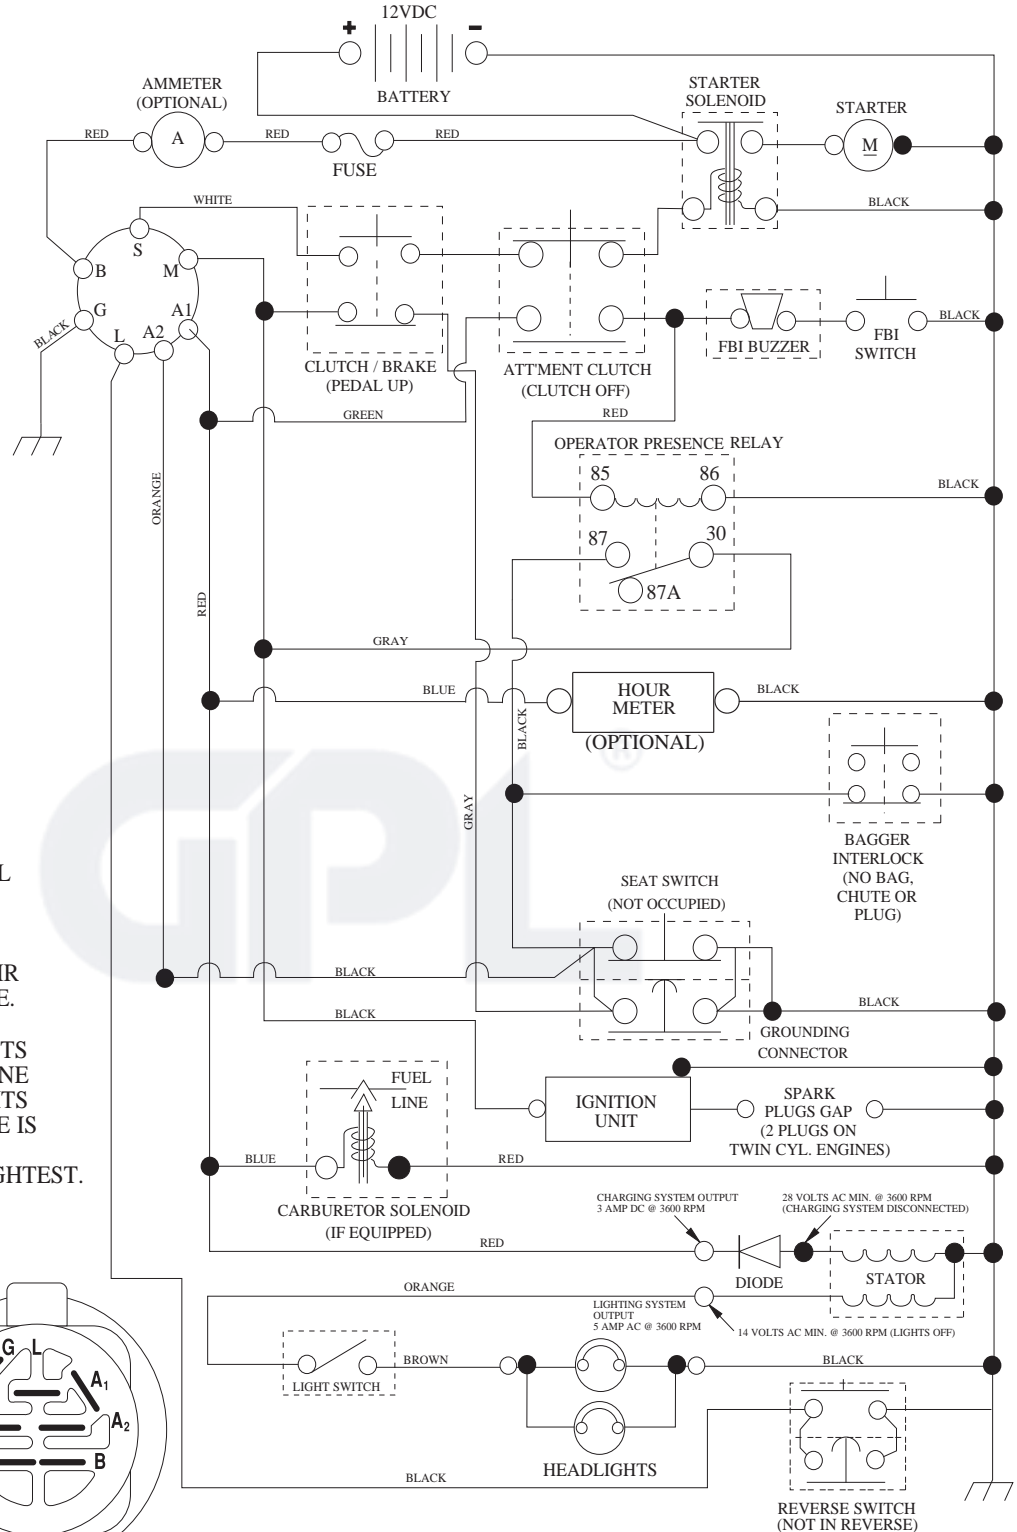 12VDC
+
-
BATTERY
AMMETER
(OPTIONAL)
RED
A
RED
FUSE
RED
STARTER
SOLENOID
STARTER
M
BLACK
WHITE
S
B
M
G
A1
L
A2
BLACK
CLUTCH / BRAKE
(PEDAL UP)
ATT'MENT CLUTCH
(CLUTCH OFF)
FBI BUZZER
FBI
SWITCH
BLACK
GREEN
RED
OPERATOR PRESENCE RELAY
85
86
BLACK
87
30
87A
ORANGE
RED
GRAY
BLUE
HOUR
METER
(OPTIONAL)
BLACK
BLACK
GRAY
BAGGER
INTERLOCK
(NO BAG,
CHUTE OR
PLUG)
GPL
®
L
SEAT SWITCH
(NOT OCCUPIED)
IR
E.
BLACK
BLACK
BLACK
GROUNDING
CONNECTOR
TS
NE
TS
E IS
GHTEST.
FUEL
LINE
IGNITION
UNIT
SPARK
PLUGS GAP
(2 PLUGS ON
TWIN CYL. ENGINES)
BLUE
RED
CARBURETOR SOLENOID
(IF EQUIPPED)
CHARGING SYSTEM OUTPUT
3 AMP DC @ 3600 RPM
28 VOLTS AC MIN. @ 3600 RPM
(CHARGING SYSTEM DISCONNECTED)
RED
DIODE
STATOR
ORANGE
LIGHTING SYSTEM
OUTPUT
5 AMP AC @ 3600 RPM
14 VOLTS AC MIN. @ 3600 RPM (LIGHTS OFF)
LIGHT SWITCH
BROWN
BLACK
HEADLIGHTS
G
L
A1
A2
B
BLACK
REVERSE SWITCH
(NOT IN REVERSE)